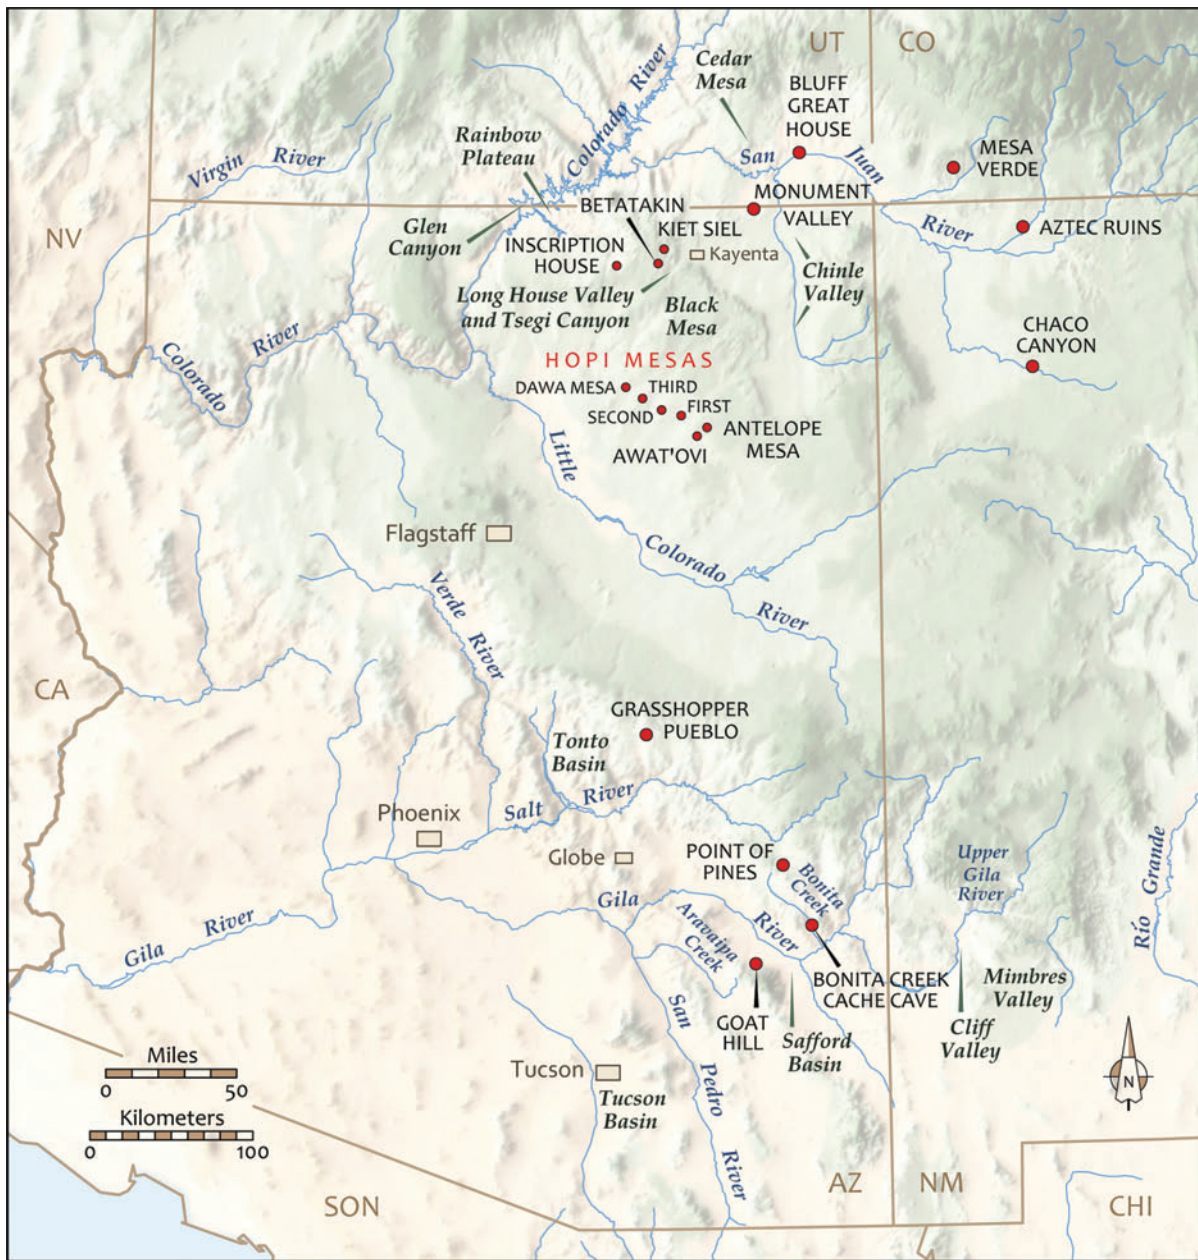 UT
CO
Cedar
Mesa
BLUFF
GREAT
HOUSE
Colorado River
Rainbow
Plateau
San Juan
River
MESA
VERDE
Virgin River
MONUMENT
VALLEY
BETATAKIN
KIET SIEL
Glen
Canyon
NV
INSCRIPTION
HOUSE
Kayenta
AZTEC RUINS
Chinle
Valley
Long House Valley
and Tsegi Canyon
Black
Mesa
CHACO
CANYON
Colorado River
HOPI MESAS
DAWA MESA
THIRD
SECOND
FIRST
ANTELOPE
MESA
AWAT'OVI
Little Colorado River
Flagstaff
Verde River
CA
GRASSHOPPER
PUEBLO
Tonto
Basin
Salt River
Phoenix
Globe
POINT OF
PINES
Bonita
Creek
Upper
Gila
River
Río Grande
Gila River
Gila River
Aravaipa
Creek
BONITA CREEK
CACHE CAVE
Mimbres
Valley
GOAT
HILL
Safford
Basin
Cliff
Valley
San Pedro River
Tucson
Tucson
Basin
Miles
0 50
Kilometers
0 100
N
SON
AZ
NM
CHI